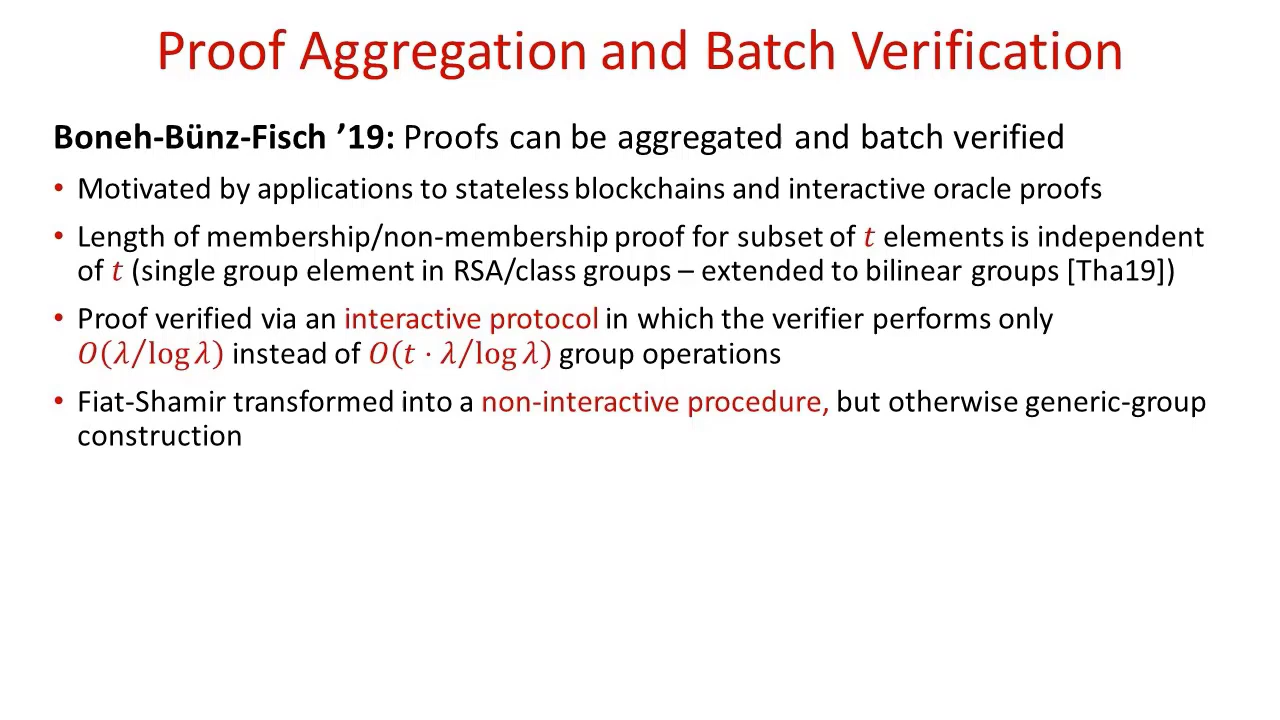 Proof Aggregation and Batch Verification
Boneh-Bünz-Fisch ’19: Proofs can be aggregated and batch verified
• Motivated by applications to stateless blockchains and interactive oracle proofs
• Length of membership/non-membership proof for subset of 𝑡 elements is independent
of 𝑡 (single group element in RSA/class groups – extended to bilinear groups [Tha19])
• Proof verified via an interactive protocol in which the verifier performs only
𝑂(𝜆/log 𝜆) instead of 𝑂(𝑡 · 𝜆/log 𝜆) group operations
• Fiat-Shamir transformed into a non-interactive procedure, but otherwise generic-group
construction